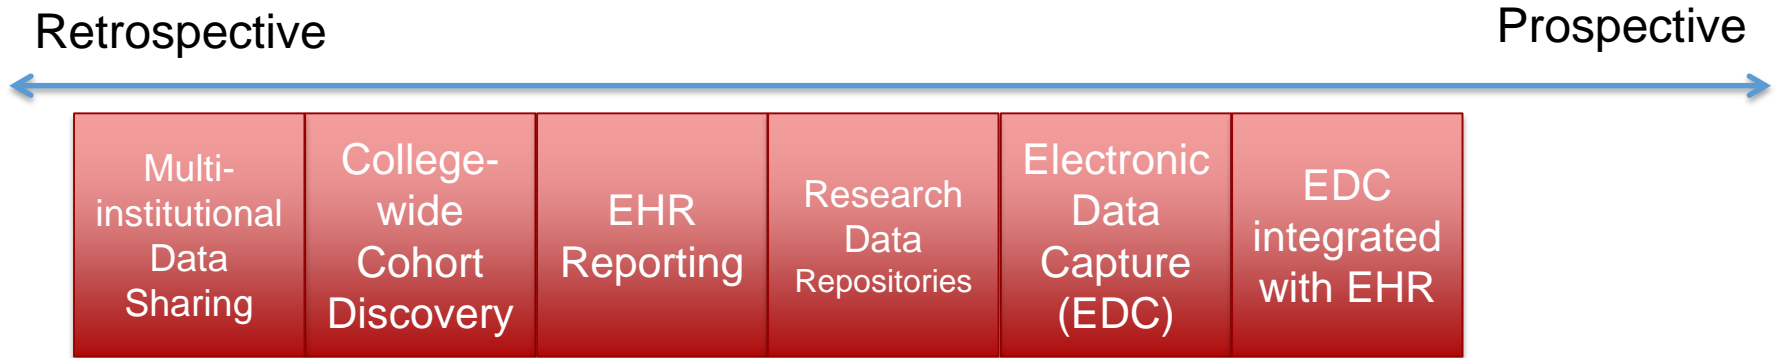 Retrospective
Prospective
Multi-
institutional
Data
Sharing
College-
wide
Cohort
Discovery
EHR
Reporting
Research
Data
Repositories
Electronic
Data
Capture
(EDC)
EDC
integrated
with EHR